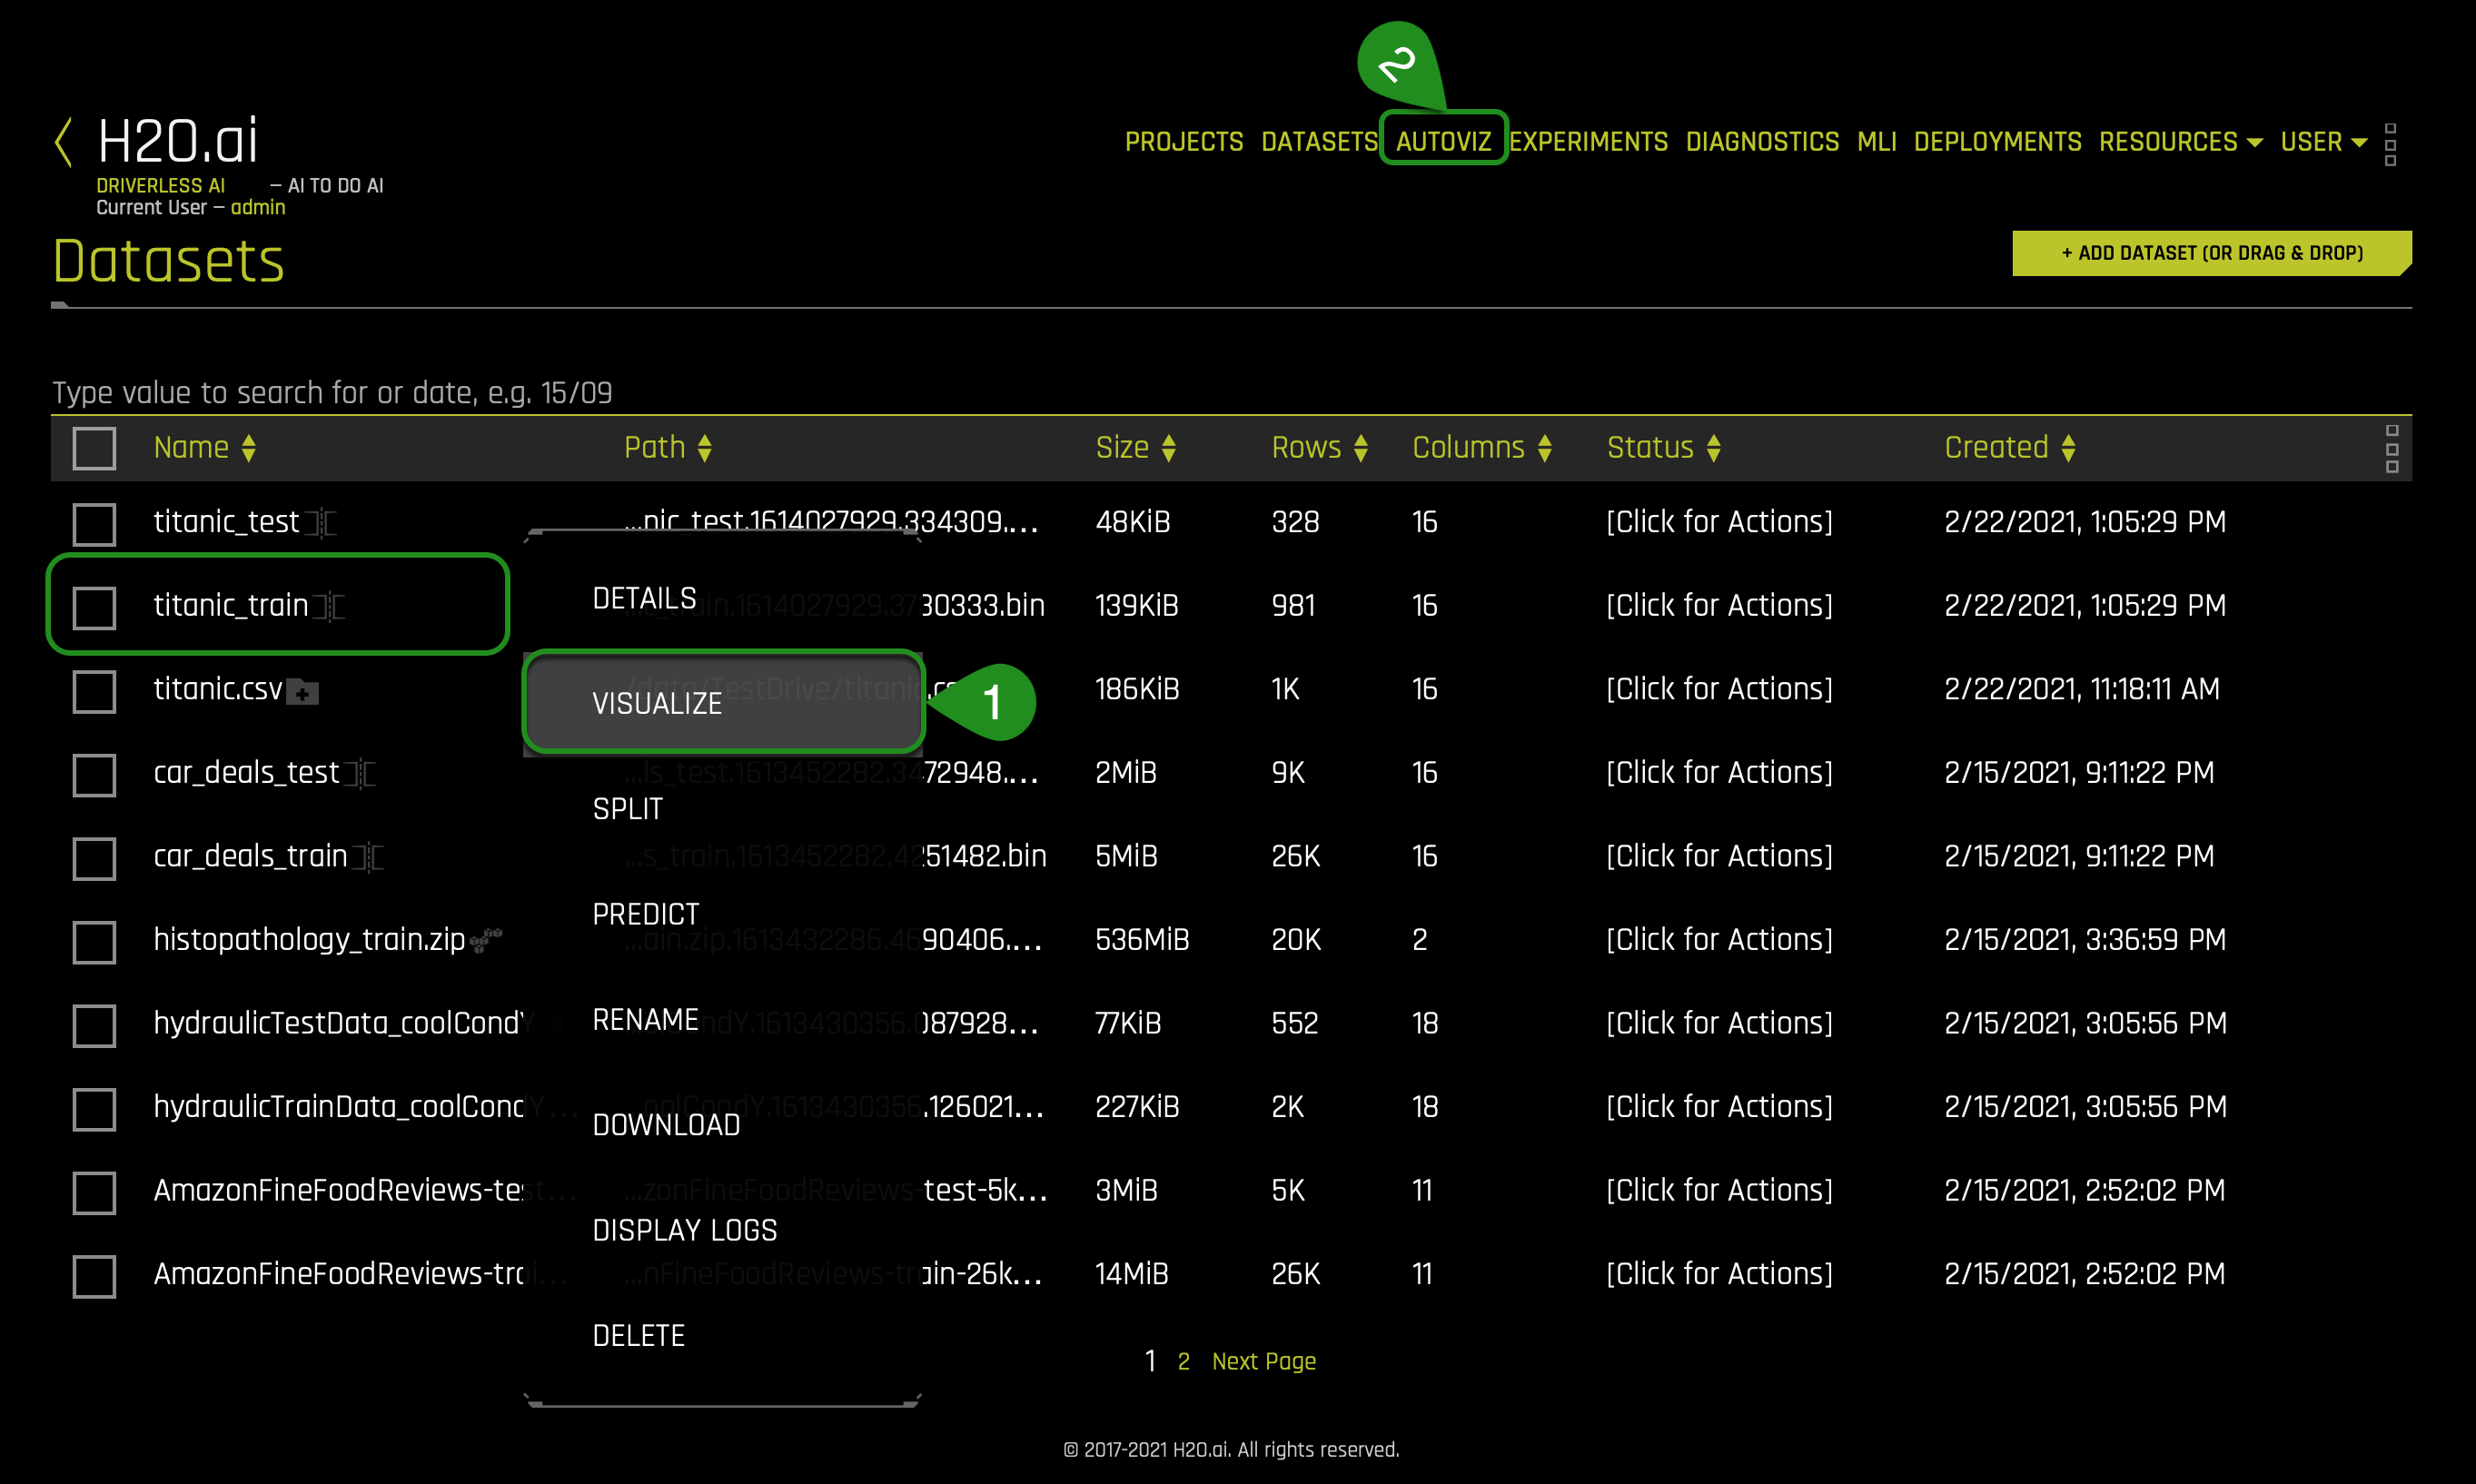 2
H2O.ai
PROJECTS DATASETS AUTOVIZ EXPERIMENTS DIAGNOSTICS MLI DEPLOYMENTS RESOURCES USER
DRIVERLESS AI – AI TO DO AI
Current User – admin
Datasets
+ ADD DATASET (OR DRAG & DROP)
Type value to search for or date, e.g. 15/09
Name Path Size Rows Columns Status Created
titanic_test ...nic_test.1614027929.334309.... 48KiB 328 16 [Click for Actions] 2/22/2021, 1:05:29 PM
titanic_train 30333.bin 139KiB 981 16 [Click for Actions] 2/22/2021, 1:05:29 PM
DETAILS
titanic.csv /data/TestDrive/titanic.cs 186KiB 1K 16 [Click for Actions] 2/22/2021, 11:18:11 AM
VISUALIZE
1
car_deals_test ...ls_test.1613452282.3472948.... 2MiB 9K 16 [Click for Actions] 2/15/2021, 9:11:22 PM
SPLIT
car_deals_train ...s_train.1613452282.4251482.bin 5MiB 26K 16 [Click for Actions] 2/15/2021, 9:11:22 PM
PREDICT
histopathology_train.zip ...ain.zip.1613432286.4690406.... 536MiB 20K 2 [Click for Actions] 2/15/2021, 3:36:59 PM
RENAME
hydraulicTestData_coolCondY 087928... 77KiB 552 18 [Click for Actions] 2/15/2021, 3:05:56 PM
hydraulicTrainData_coolCondY... ...oolCondY.1613430356.126021... 227KiB 2K 18 [Click for Actions] 2/15/2021, 3:05:56 PM
DOWNLOAD
AmazonFineFoodReviews-test... ...zonFineFoodReviews-test-5k... 3MiB 5K 11 [Click for Actions] 2/15/2021, 2:52:02 PM
DISPLAY LOGS
AmazonFineFoodReviews-trai... ...nFineFoodReviews-train-26k... 14MiB 26K 11 [Click for Actions] 2/15/2021, 2:52:02 PM
DELETE
1 2 Next Page
© 2017-2021 H2O.ai. All rights reserved.